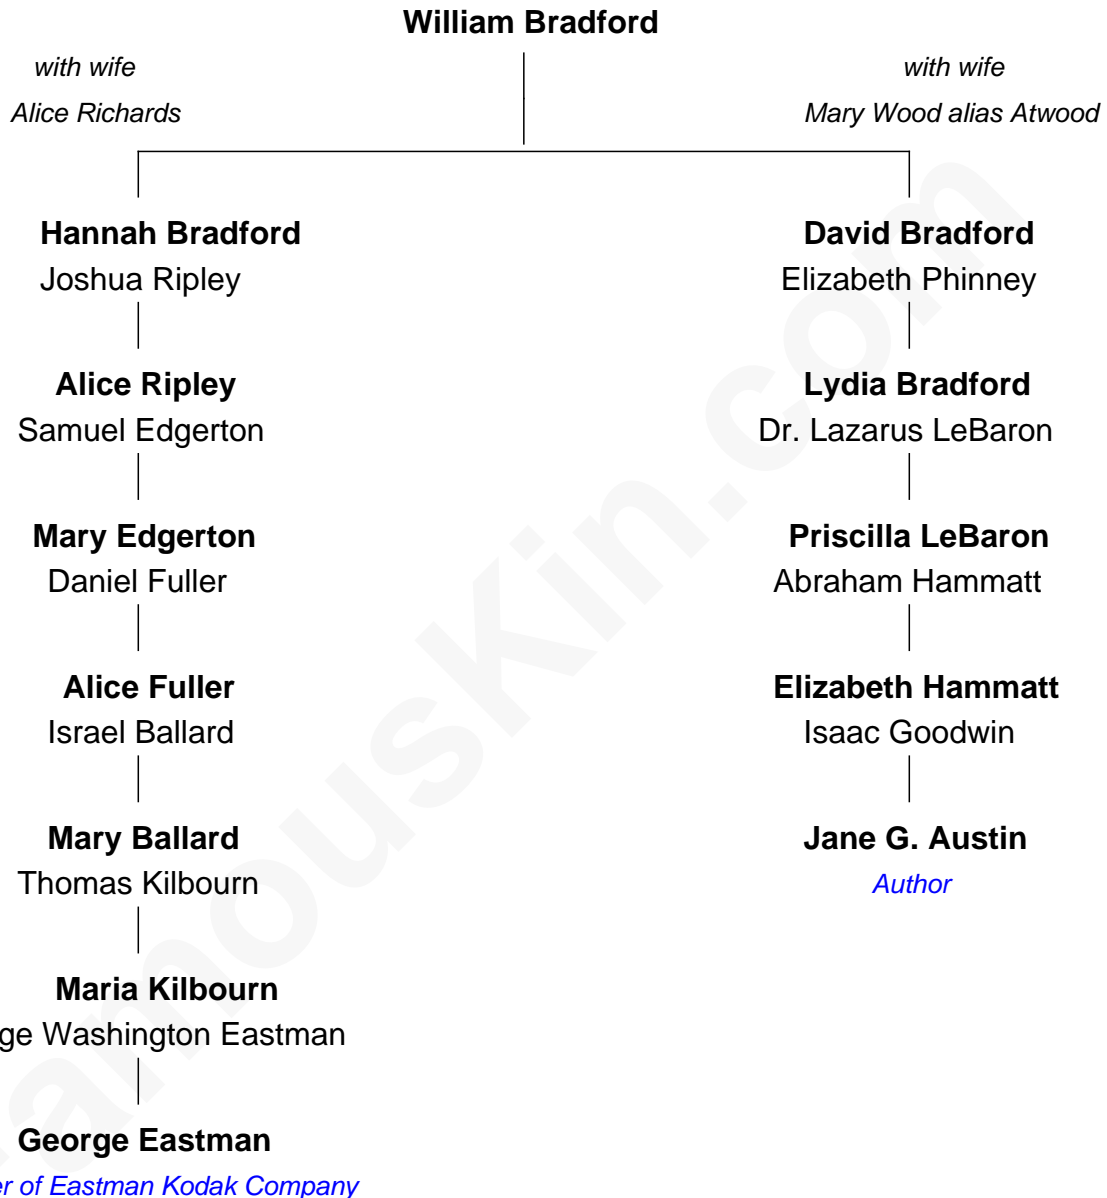 William Bradford
with wife
Alice Richards
with wife
Mary Wood alias Atwood
Hannah Bradford
Joshua Ripley
David Bradford
Elizabeth Phinney
Alice Ripley
Samuel Edgerton
Lydia Bradford
Dr. Lazarus LeBaron
Mary Edgerton
Daniel Fuller
Priscilla LeBaron
Abraham Hammatt
Alice Fuller
Israel Ballard
Elizabeth Hammatt
Isaac Goodwin
Mary Ballard
Thomas Kilbourn
Jane G. Austin
Author
Maria Kilbourn
ge Washington Eastman
George Eastman
er of Eastman Kodak Company
amouskin.com